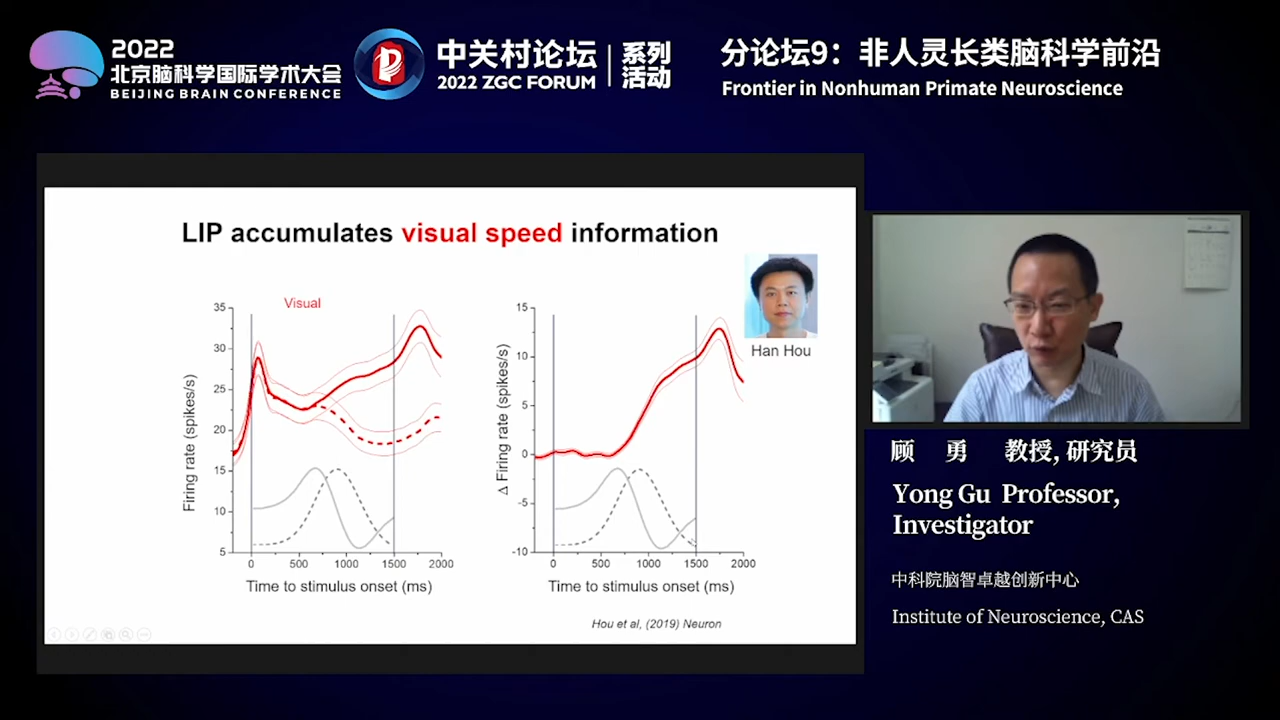 2022
北京脑科学国际学术大会
BEIJING BRAIN CONFERENCE
中关村论坛
2022 ZGC FORUM
系列
活动
分论坛9：非人灵长类脑科学前沿
Frontier in Nonhuman Primate Neuroscience
LIP accumulates visual speed information
Han Hou
Visual
Firing rate (spikes/s)
35
30
25
20
15
10
5
0
500
1000
1500
2000
Time to stimulus onset (ms)
Δ Firing rate (spikes/s)
15
10
5
0
-5
-10
0
500
1000
1500
2000
Time to stimulus onset (ms)
Hou et al, (2019) Neuron
顾 勇 教授, 研究员
Yong Gu Professor,
Investigator
中科院脑智卓越创新中心
Institute of Neuroscience, CAS